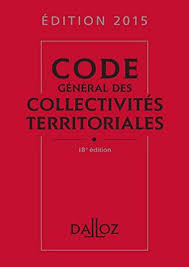 ÉDITION 2015
CODE
GÉNÉRAL DES
COLLECTIVITÉS
TERRITORIALES
18e édition
DALLOZ